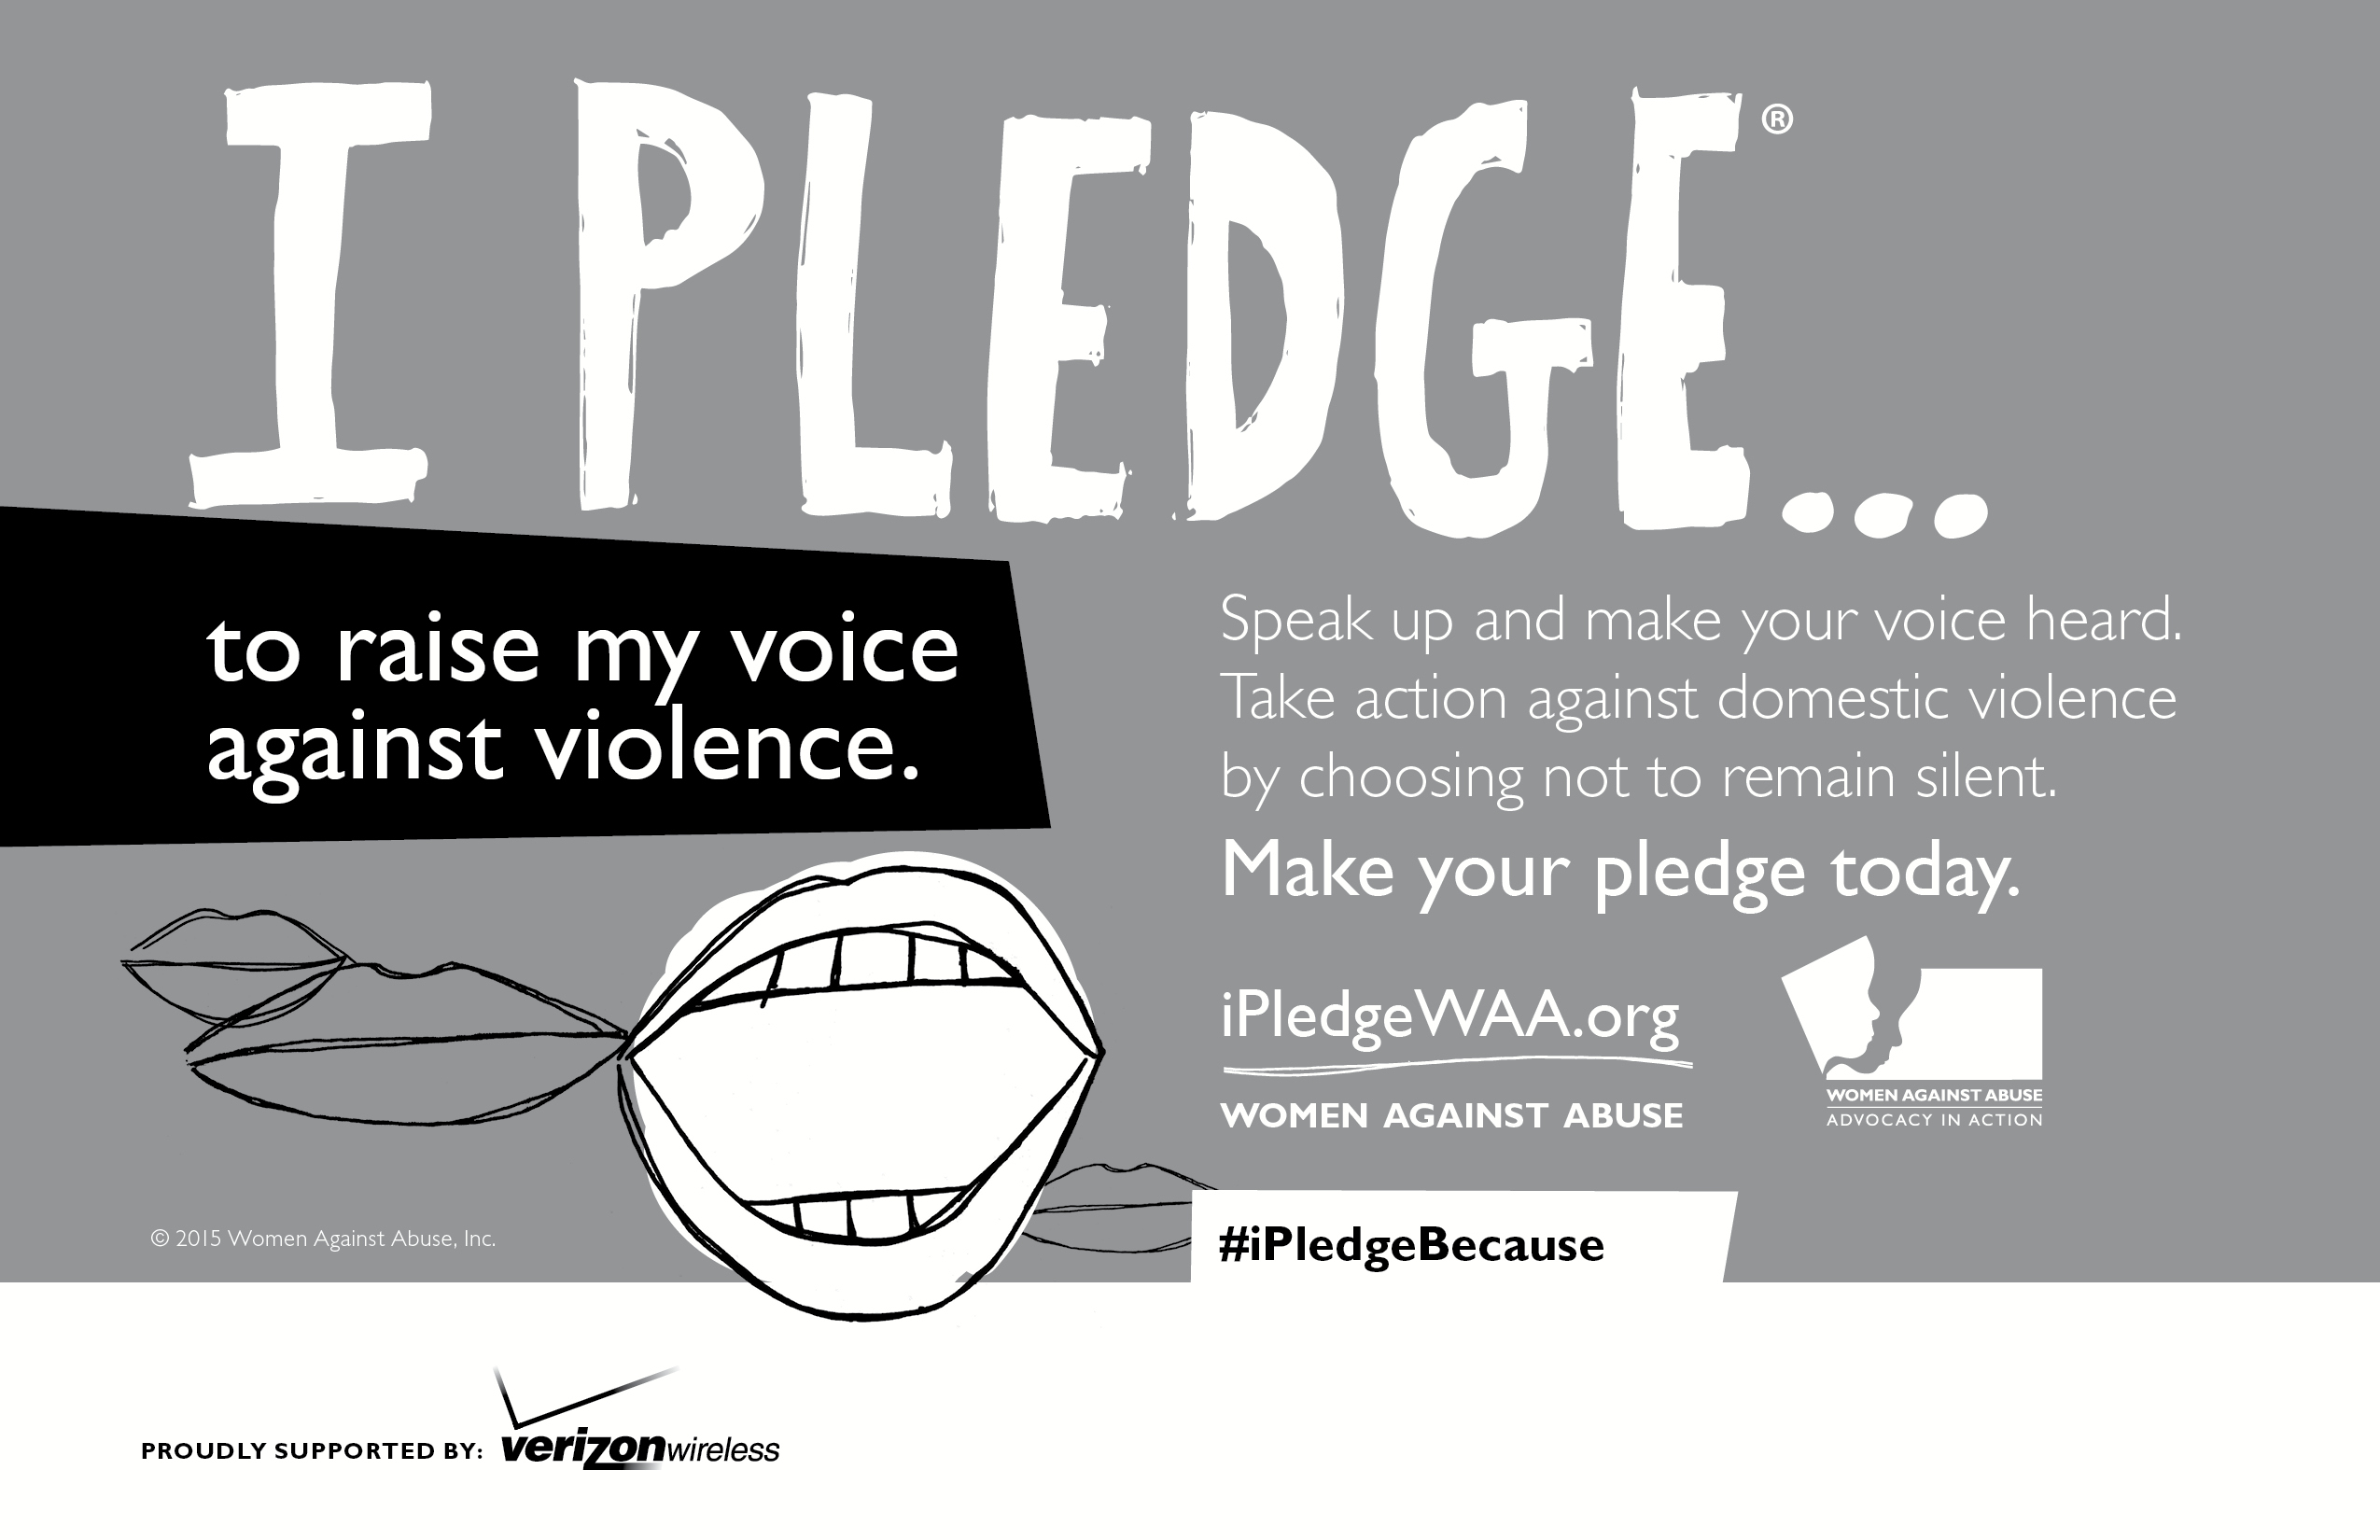 I PLEDGE...®
to raise my voice
against violence.
Speak up and make your voice heard.
Take action against domestic violence
by choosing not to remain silent.
Make your pledge today.
iPledgeWAA.org
WOMEN AGAINST ABUSE
WOMEN AGAINST ABUSE
ADVOCACY IN ACTION
© 2015 Women Against Abuse, Inc.
#iPledgeBecause
PROUDLY SUPPORTED BY: verizonwireless